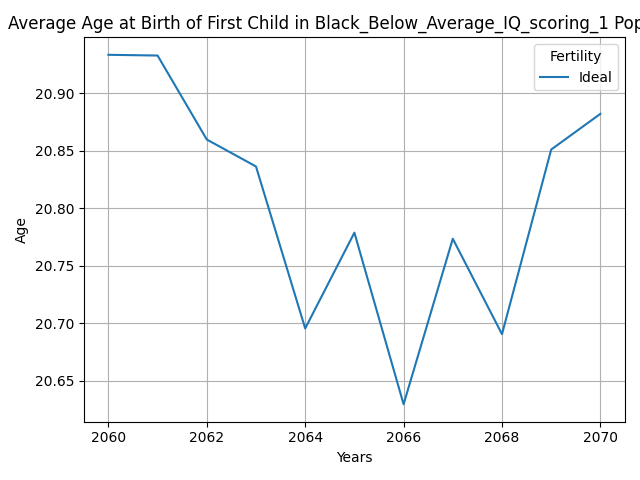 Average Age at Birth of First Child in Black_Below_Average_IQ_scoring_1 Pop
Fertility
Ideal
20.90
20.85
20.80
20.75
20.70
20.65
Age
2060 2062 2064 2066 2068 2070
Years